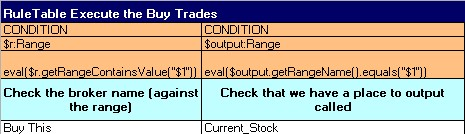 RuleTable Execute the Buy Trades
CONDITION CONDITION
$r:Range $output:Range
eval($r.getRangeContainsValue("$1")) eval($output.getRangeName().equals("$1"))
Check the broker name (against Check that we have a place to output
the range) called
Buy This Current_Stock